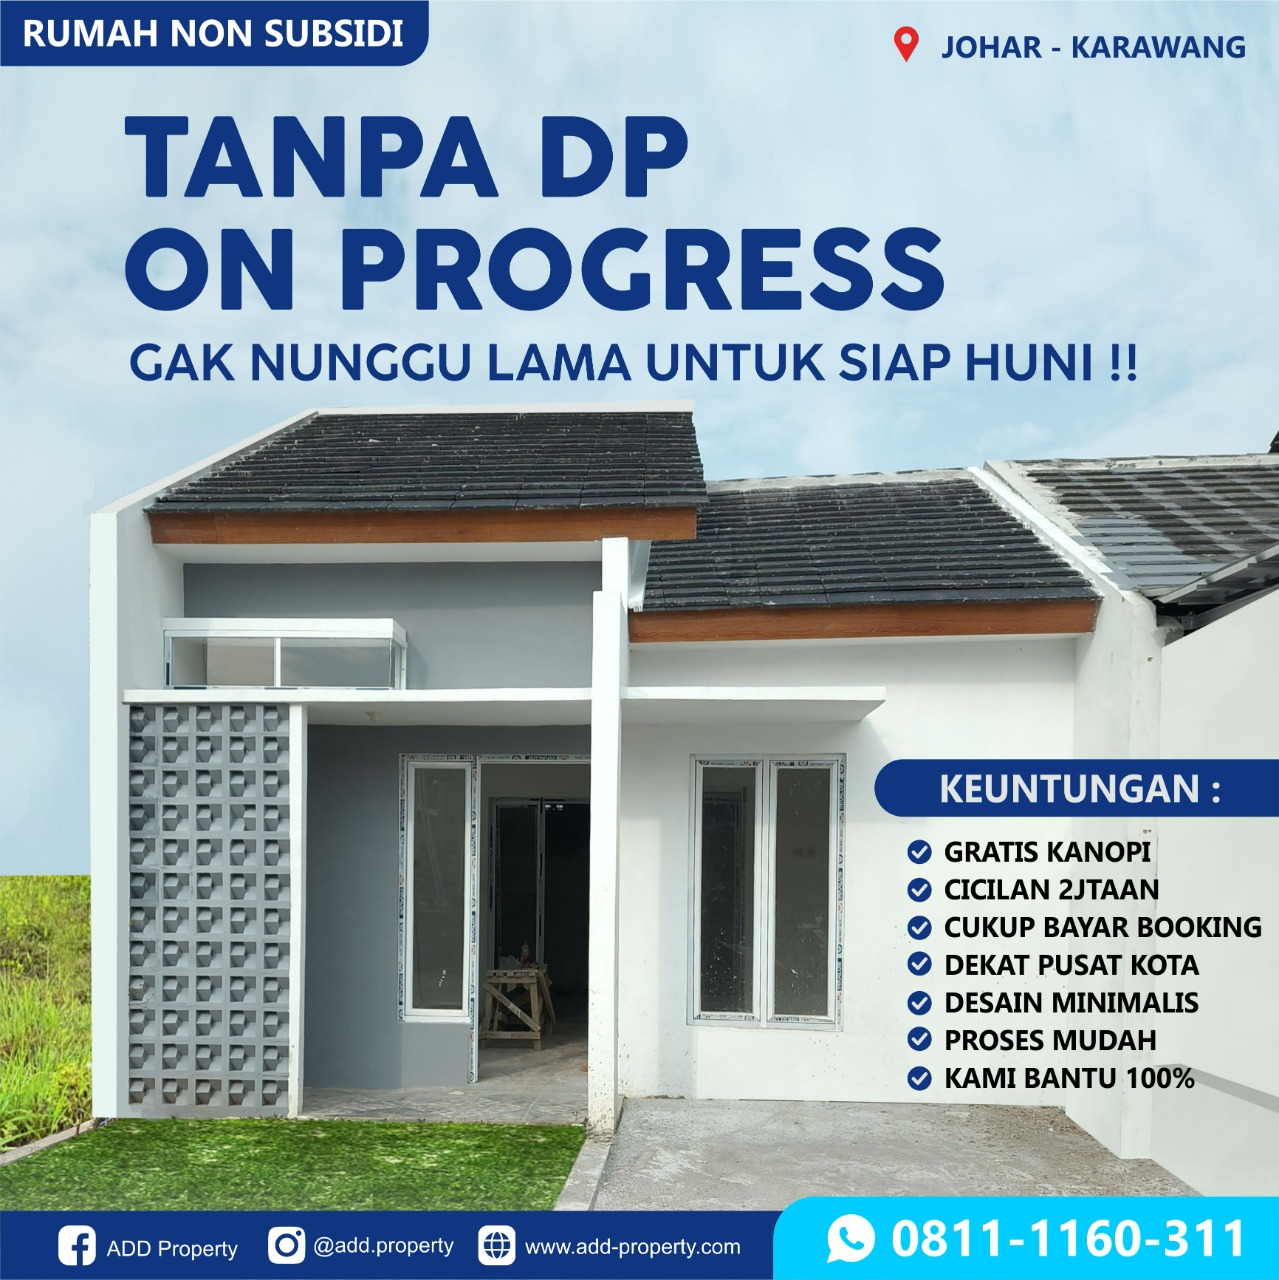 RUMAH NON SUBSIDI
JOHAR - KARAWANG
TANPA DP
ON PROGRESS
GAK NUNGGU LAMA UNTUK SIAP HUNI !!
KEUNTUNGAN :
GRATIS KANOPI
CICILAN 2JTAAN
CUKUP BAYAR BOOKING
DEKAT PUSAT KOTA
DESAIN MINIMALIS
PROSES MUDAH
KAMI BANTU 100%
ADD Property
@add.property
www.add-property.com
0811-1160-311